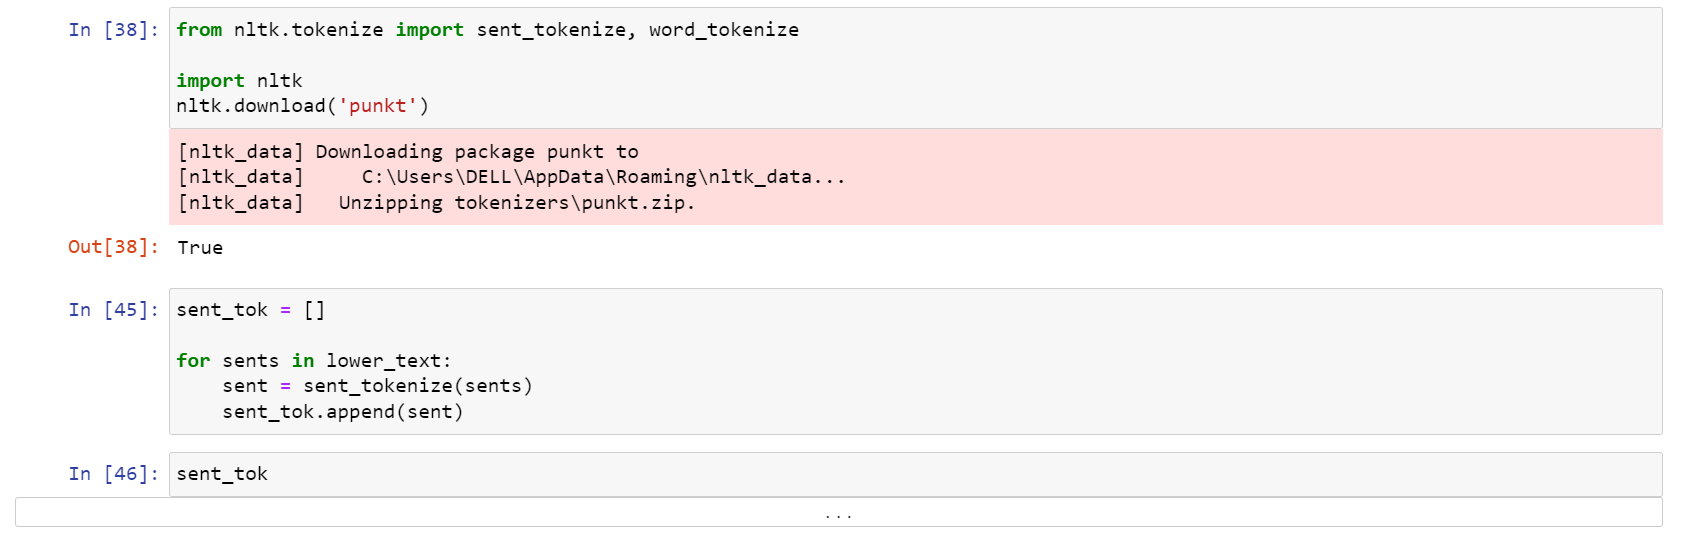 In [38]: from nltk.tokenize import sent_tokenize, word_tokenize
import nltk
nltk.download('punkt')
[nltk_data] Downloading package punkt to
[nltk_data]     C:\Users\DELL\AppData\Roaming\nltk_data...
[nltk_data]   Unzipping tokenizers\punkt.zip.
Out[38]: True
In [45]: sent_tok = []
for sents in lower_text:
    sent = sent_tokenize(sents)
    sent_tok.append(sent)
In [46]: sent_tok
...